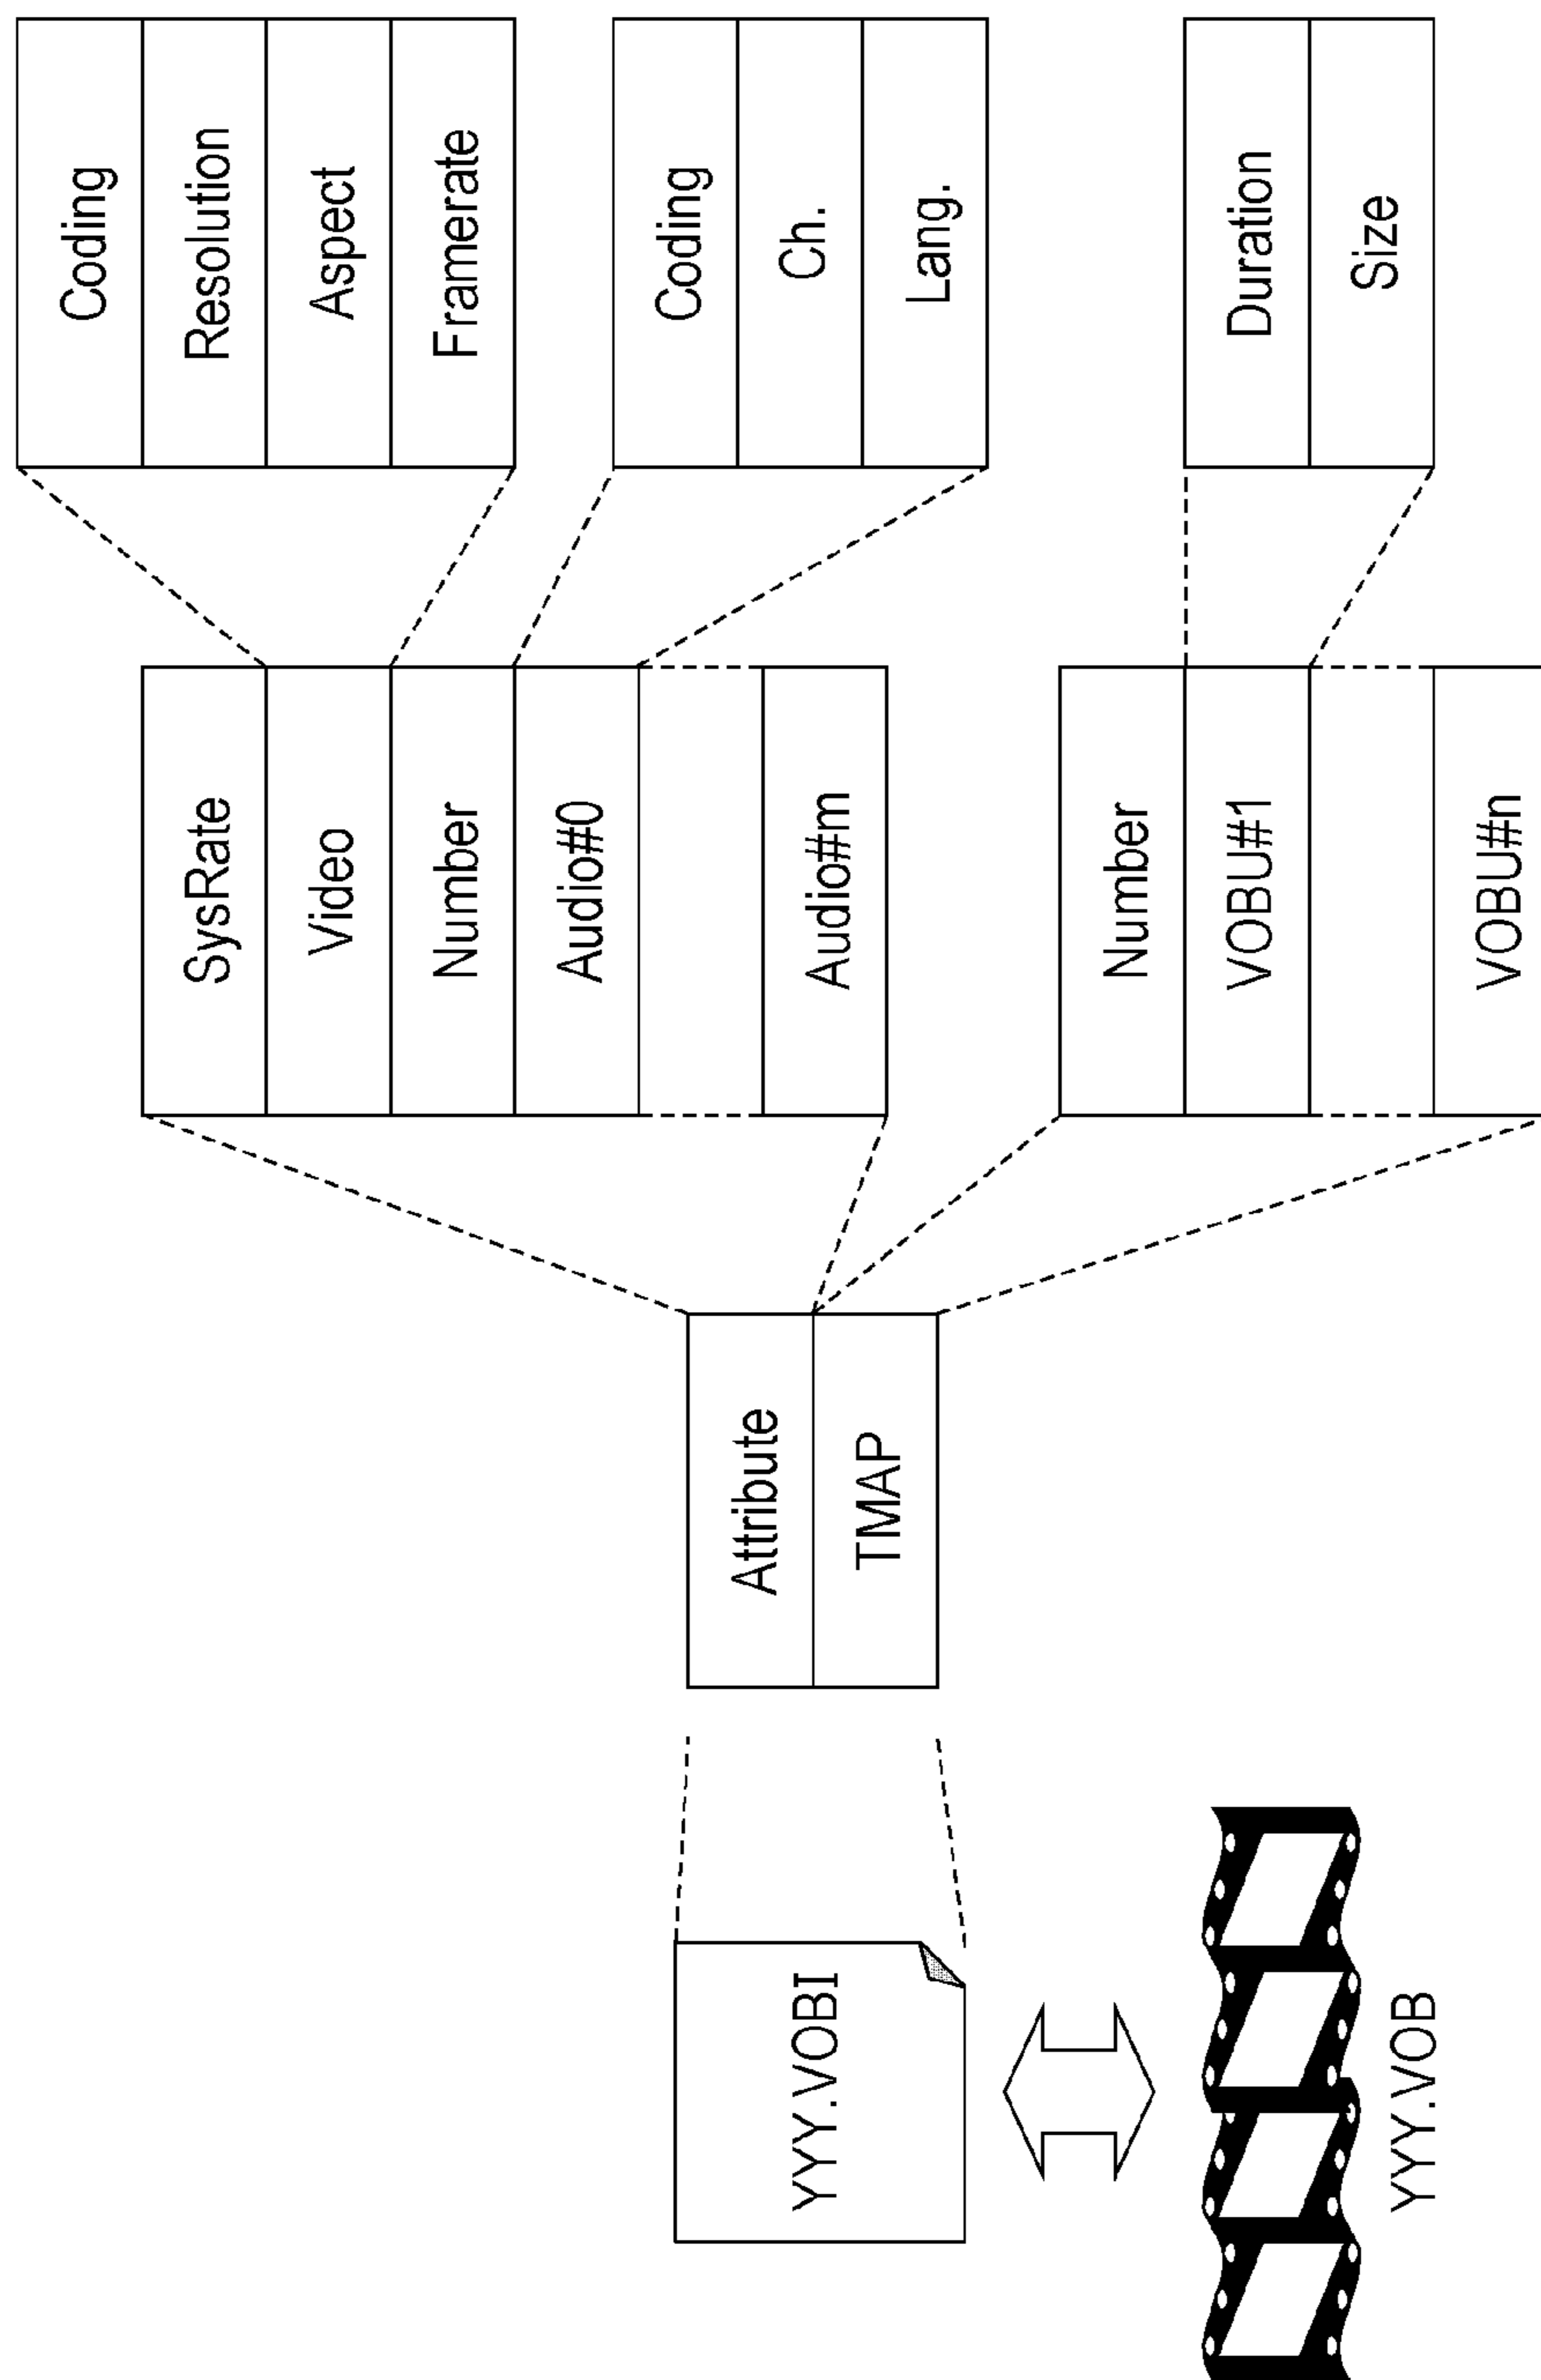 YYY.VOBI
YYY.VOB
Attribute
TMAP
SysRate
Video
Number
Audio#0
Audio#m
Number
VOBU#1
VOBU#n
Coding
Resolution
Aspect
Framerate
Coding
Ch.
Lang.
Duration
Size